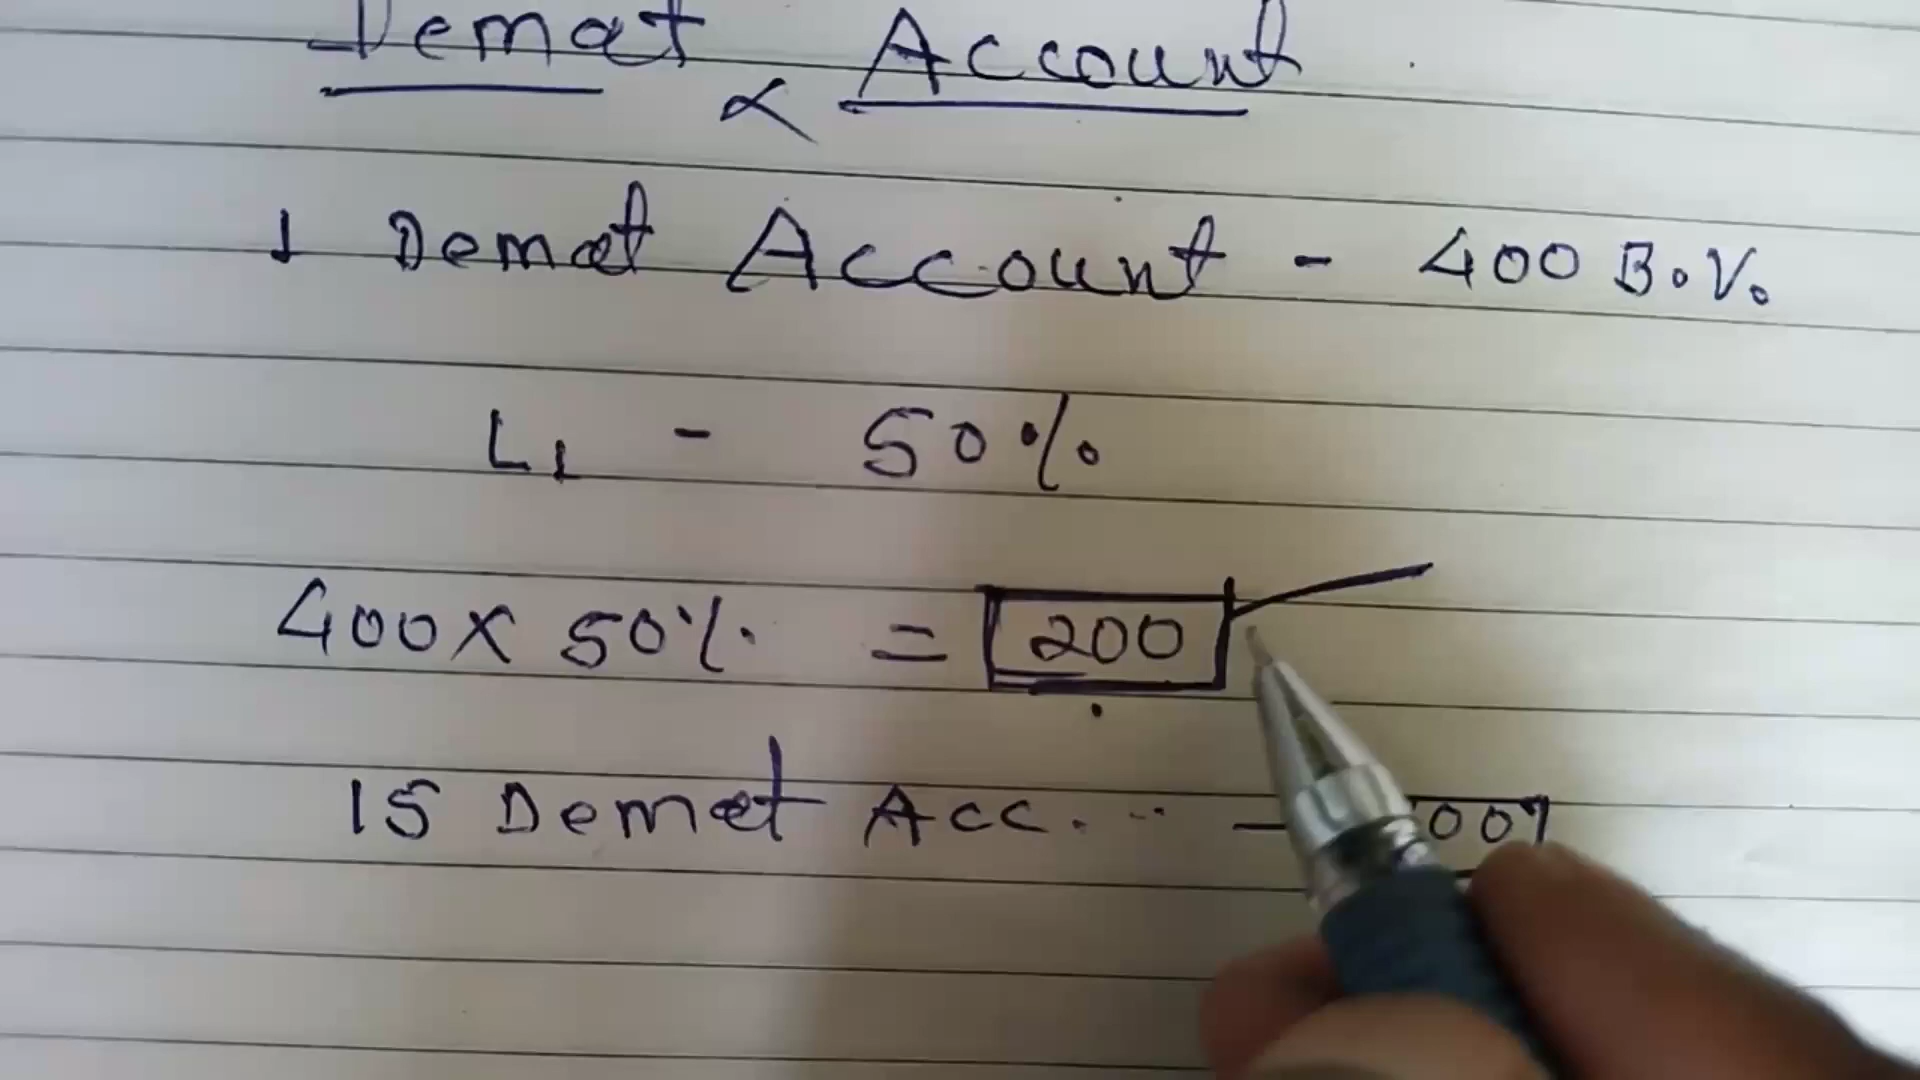 Demat Account
1 Demat Account - 400 B.V.
L1 - 50%
400 x 50% = 200
15 Demat Acc. -